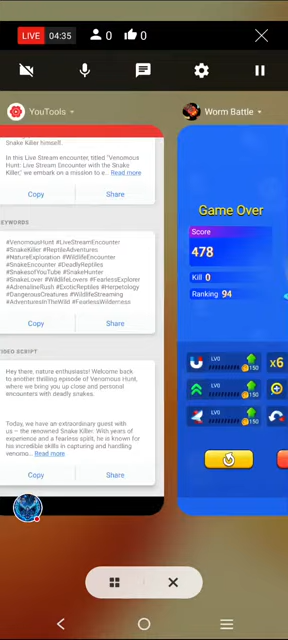 LIVE 04:35 0 0
YouTools
Worm Battle
Snake Killer himself.
In this Live Stream encounter, titled "Venomous
Hunt: Live Stream Encounter with the Snake
Killer," we embark on a mission to e... Read more
Copy Share
KEYWORDS
#VenomousHunt #LiveStreamEncounter
#SnakeKiller #ReptileAdventures
#NatureExploration #WildlifeEncounter
#SnakeEncounter #DeadlyReptiles
#SnakesofYouTube #SnakeHunter
#SnakeLover #WildlifeLovers #FearlessExplorer
#AdrenalineRush #ExoticReptiles #Herpetology
#DangerousCreatures #WildlifeStreaming
#AdventuresInTheWild #FearlessWilderness
Copy Share
VIDEO SCRIPT
Hey there, nature enthusiasts! Welcome back
to another thrilling episode of Venomous Hunt,
where we bring you up close and personal
encounters with deadly snakes.
Today, we have an extraordinary guest with
us – the renowned Snake Killer. With years of
experience and a fearless spirit, he is known for
his incredible skills in capturing and handling
venomo... Read more
Copy Share
Game Over
Score
478
Kill 0
Ranking 94
LV0 150
x6
LV0 150
LV0 150